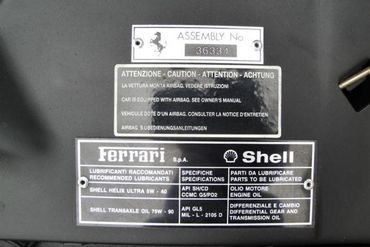 ASSEMBLY No
36334
ATTENZIONE - CAUTION - ATTENTION - ACHTUNG
LA VETTURA MONTA AIRBAG. VEDERE ISTRUZIONI
CAR IS EQUIPPED WITH AIRBAG. SEE OWNER'S MANUAL
VEHICULE DOTE D'UN AIRBAG. CONSULTER LA NOTICE D'ENTRETIEN
AIRBAG. S BEDIENUNGSANLEITUNG
Ferrari S.p.A. Shell
LUBRIFICANTI RACCOMANDATI SPECIFICHE PARTI DA LUBRIFICARE
RECOMMENDED LUBRICANTS SPECIFICATIONS PARTS TO BE LUBRICATED
SHELL HELIX ULTRA 5W - 40 API SH/CD OLIO MOTORE
CCMC G5/PD2 ENGINE OIL
SHELL TRANSAXLE OIL 75W - 90 API GL5 DIFFERENZIALE E CAMBIO
MIL - L - 2105 D DIFFERENTIAL GEAR AND
TRANSMISSION OIL